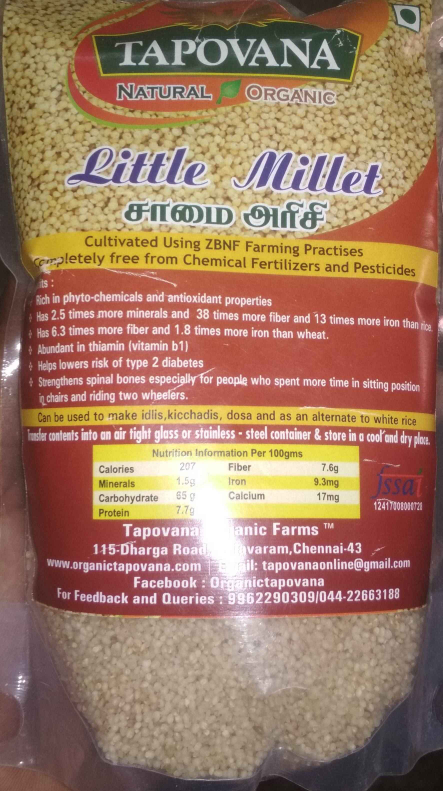 TAPOVANA
NATURAL ORGANIC
Little Millet
சாமை அரிசி
Cultivated Using ZBNF Farming Practises
free from Chemical Fertilizers and Pesticides
Rich in phyto-chemicals and antioxidant properties
Has 2.5 times more minerals and 38 times more fiber and 13 times more iron than rice.
Has 6.3 times more fiber and 1.8 times more iron than wheat.
Abundant in thiamin (vitamin b1)
Helps lowers risk of type 2 diabetes
Strengthens spinal bones especially for people who spent more time in sitting position
in chairs and riding two wheelers.
Can be used to make idlis,kicchadis, dosa and as an alternate to white rice
Transfer contents into an air tight glass or stainless - steel container & store in a cool and dry place.
Nutrition Information Per 100gms
Calories 207 Fiber 7.6g
Minerals 1.5g Iron 9.3mg
Carbohydrate 65 g Calcium 17mg
Protein 7.7g
fssai
Tapovana Farms ™
115-Dharga Road, Chennai-43
www.organictapovana.com tapovanaonline@gmail.com
Facebook : Organictapovana
For Feedback and Queries : 9962290309/044-22663188